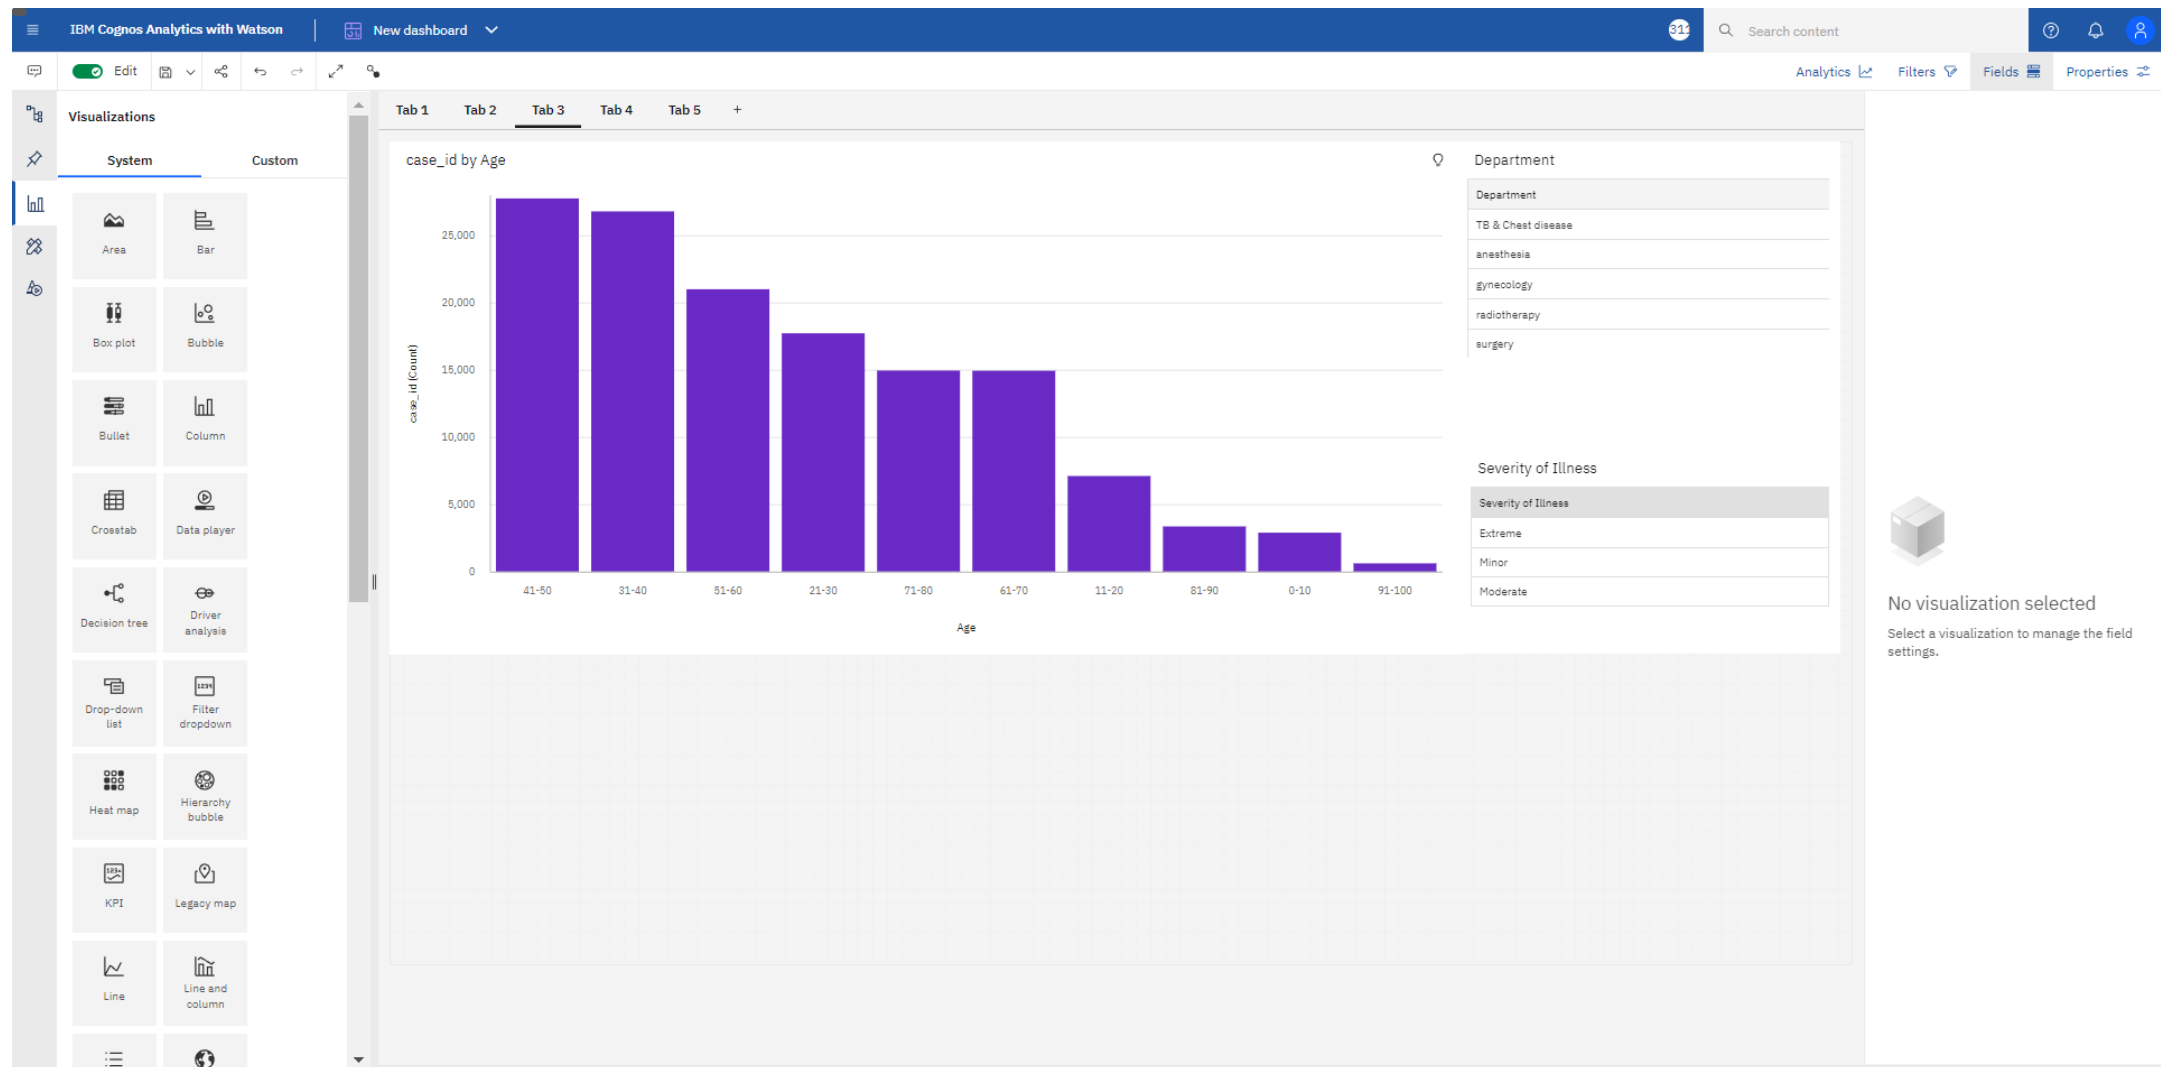 IBM Cognos Analytics with Watson
New dashboard
311
Search content
Edit
Analytics
Filters
Fields
Properties
Visualizations
System
Custom
Area
Bar
Box plot
Bubble
Bullet
Column
Crosstab
Data player
Decision tree
Driver
analysis
Drop-down
list
1234
Filter
dropdown
Heat map
Hierarchy
bubble
KPI
Legacy map
Line
Line and
column
Tab 1
Tab 2
Tab 3
Tab 4
Tab 5
+
case_id by Age
case_id (Count)
25,000
20,000
15,000
10,000
5,000
0
41-50
31-40
51-60
21-30
71-80
61-70
11-20
81-90
0-10
91-100
Age
Department
Department
TB & Chest disease
anesthesia
gynecology
radiotherapy
surgery
Severity of Illness
Severity of Illness
Extreme
Minor
Moderate
No visualization selected
Select a visualization to manage the field
settings.